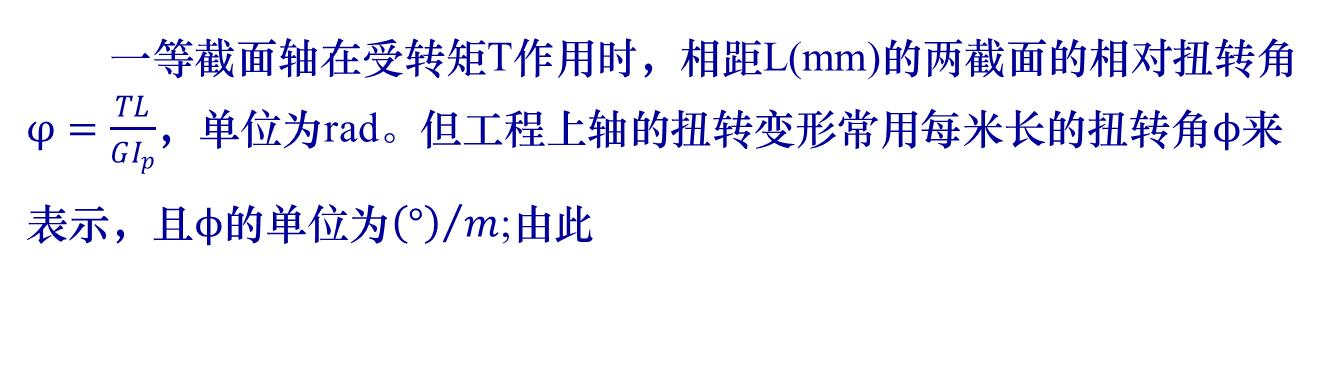 一等截面轴在受转矩T作用时，相距L(mm)的两截面的相对扭转角
φ = \frac{TL}{GI_p}，单位为rad。但工程上轴的扭转变形常用每米长的扭转角ϕ来
表示，且ϕ的单位为(°)/m;由此